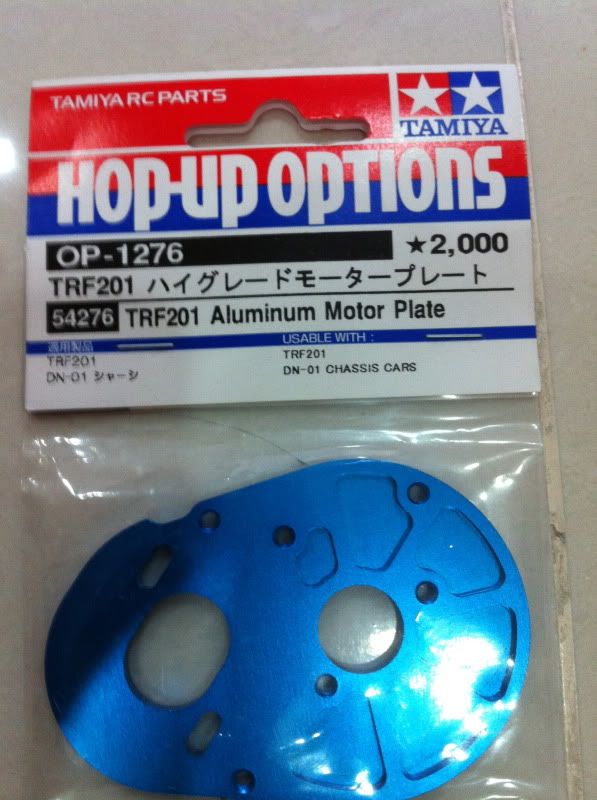 TAMIYA RC PARTS
TAMIYA
HOP-UP OPTIONS
OP-1276 ★2,000
TRF201 ハイグレードモータープレート
54276 TRF201 Aluminum Motor Plate
適用製品
TRF201
DN-01 シャーシ
USABLE WITH :
TRF201
DN-01 CHASSIS CARS